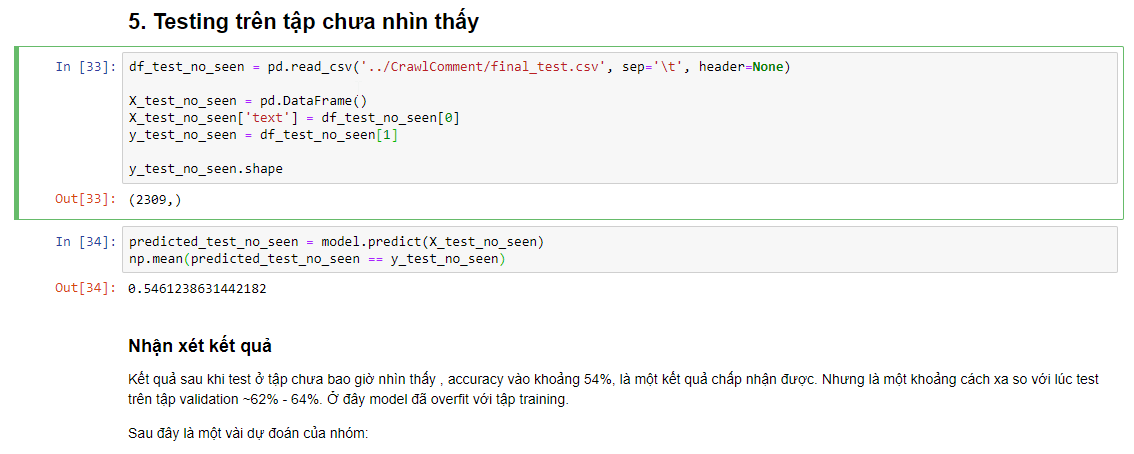 5. Testing trên tập chưa nhìn thấy
In [33]: df_test_no_seen = pd.read_csv('../CrawlComment/final_test.csv', sep='\t', header=None)
X_test_no_seen = pd.DataFrame()
X_test_no_seen['text'] = df_test_no_seen[0]
y_test_no_seen = df_test_no_seen[1]
y_test_no_seen.shape
Out[33]: (2309,)
In [34]: predicted_test_no_seen = model.predict(X_test_no_seen)
np.mean(predicted_test_no_seen == y_test_no_seen)
Out[34]: 0.5461238631442182
Nhận xét kết quả
Kết quả sau khi test ở tập chưa bao giờ nhìn thấy , accuracy vào khoảng 54%, là một kết quả chấp nhận được. Nhưng là một khoảng cách xa so với lúc test
trên tập validation ~62% - 64%. Ở đây model đã overfit với tập training.
Sau đây là một vài dự đoán của nhóm: